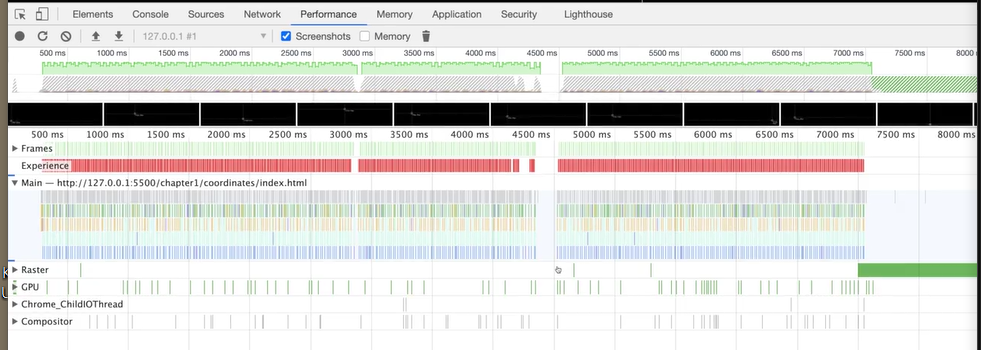 Elements Console Sources Network Performance Memory Application Security Lighthouse
127.0.0.1 #1 Screenshots Memory
500 ms 1000 ms 1500 ms 2000 ms 2500 ms 3000 ms 3500 ms 4000 ms 4500 ms 5000 ms 5500 ms 6000 ms 6500 ms 7000 ms 7500 ms 8000
500 ms 1000 ms 1500 ms 2000 ms 2500 ms 3000 ms 3500 ms 4000 ms 4500 ms 5000 ms 5500 ms 6000 ms 6500 ms 7000 ms 7500 ms 8000 ms
Frames
Experience
Main — http://127.0.0.1:5500/chapter1/coordinates/index.html
Raster
GPU
Chrome_ChildIOThread
Compositor